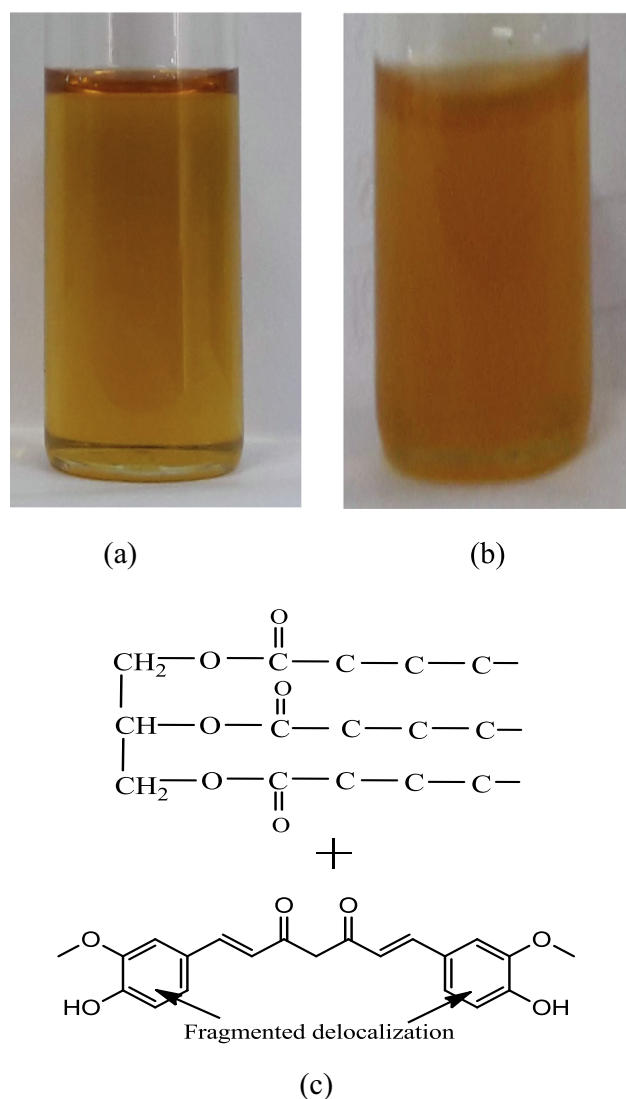 (a) (b)
O
CH2 O C C C C
O
CH O C C C C
CH2 O C C C C
O
+
O O
O O
HO OH
Fragmented delocalization
(c)